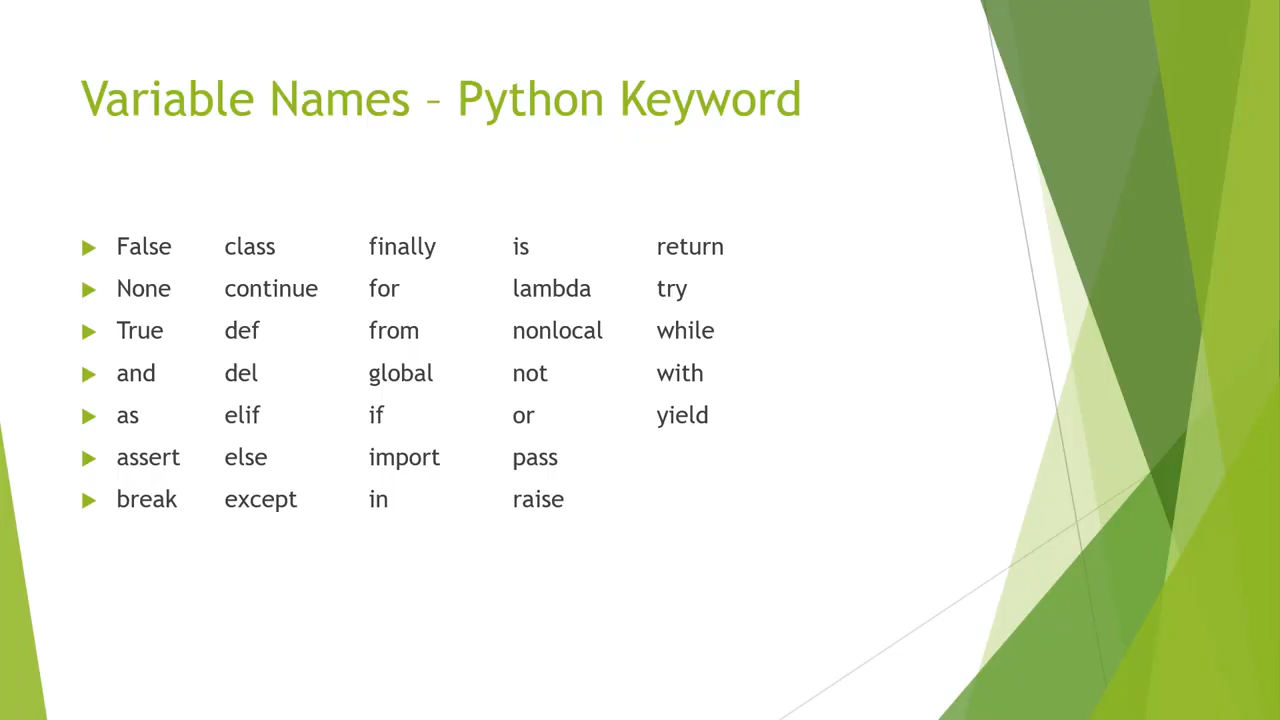 Variable Names – Python Keyword
False class finally is return
None continue for lambda try
True def from nonlocal while
and del global not with
as elif if or yield
assert else import pass
break except in raise